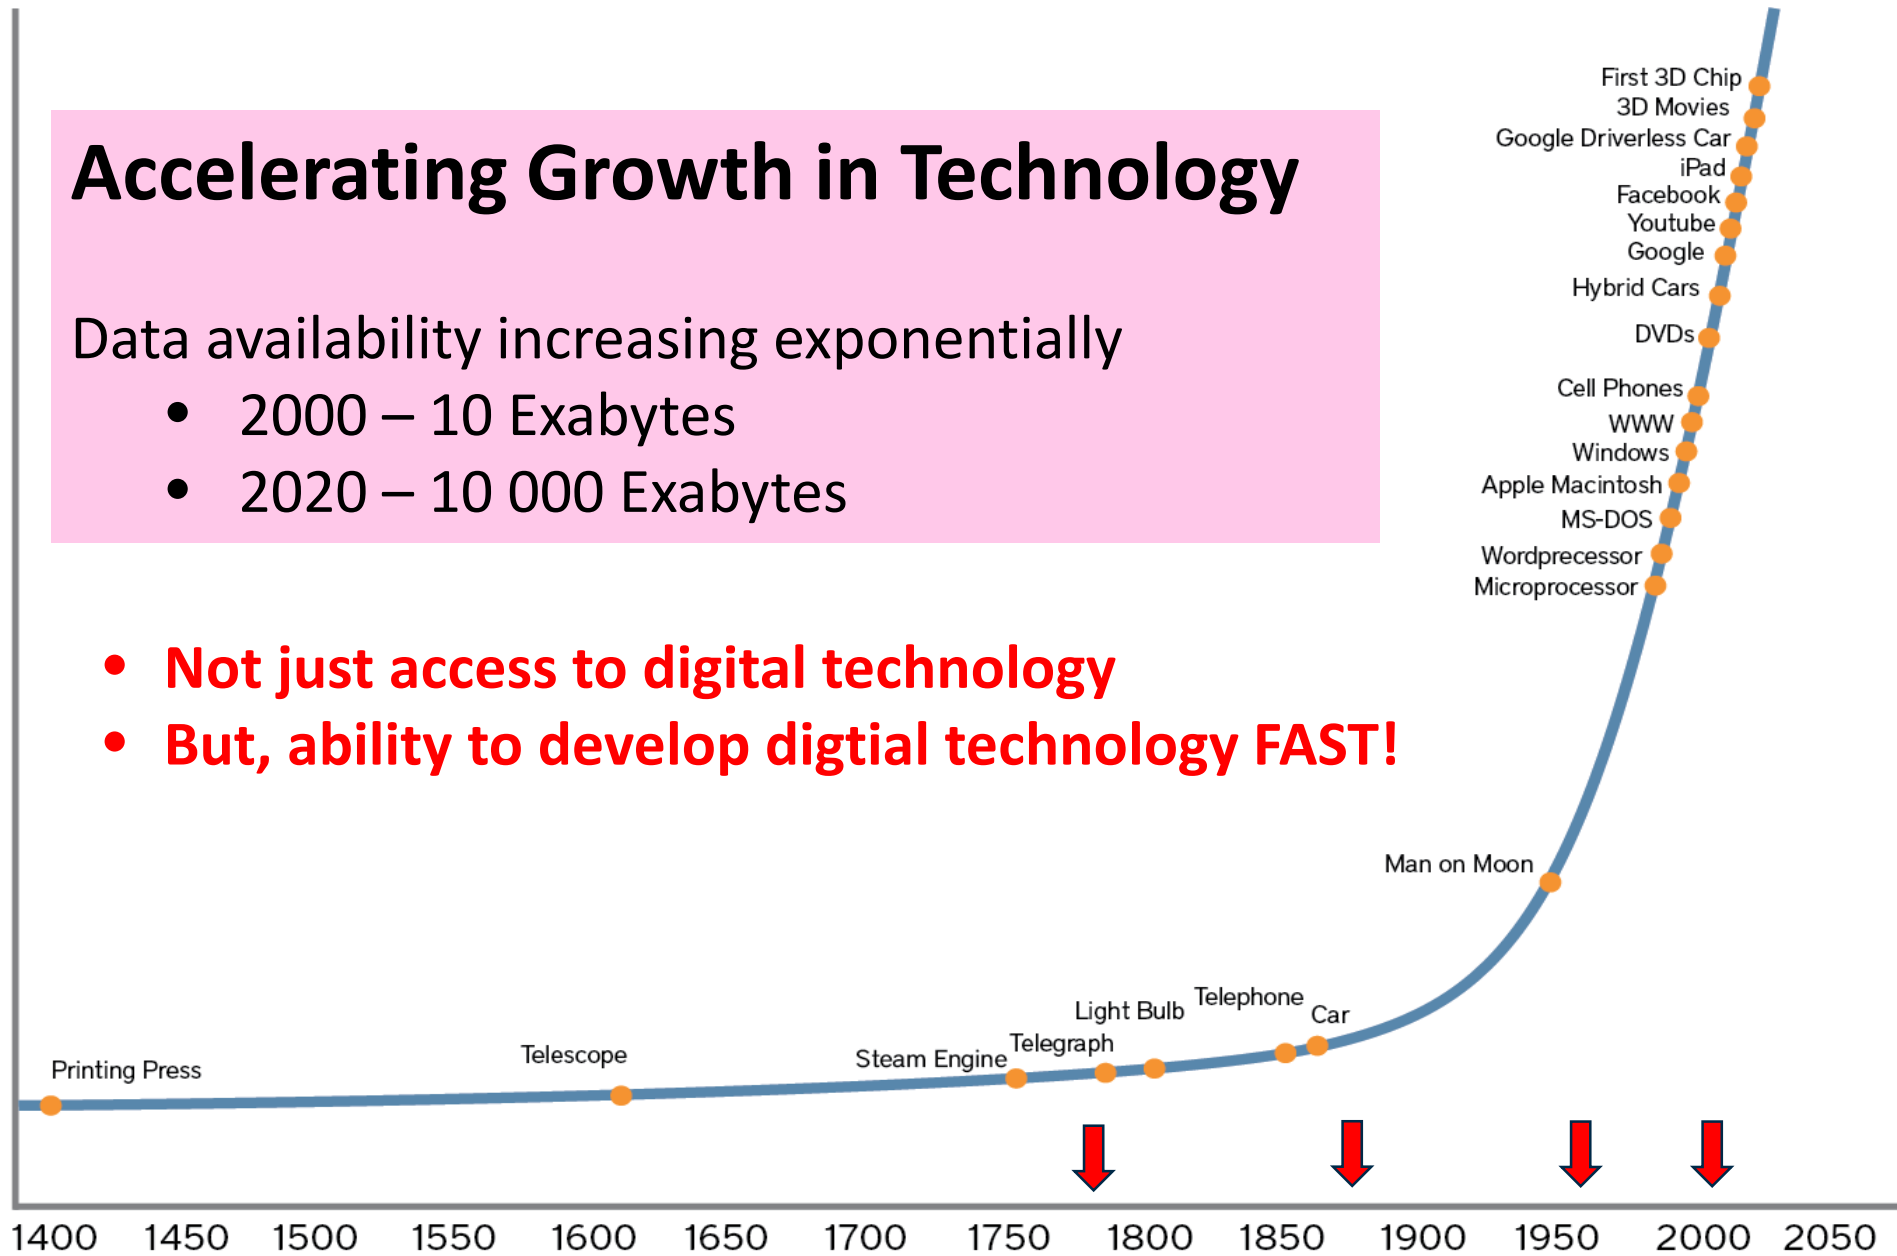 Accelerating Growth in Technology
Data availability increasing exponentially
• 2000 – 10 Exabytes
• 2020 – 10 000 Exabytes
• Not just access to digital technology
• But, ability to develop digtial technology FAST!
First 3D Chip
3D Movies
Google Driverless Car
iPad
Facebook
Youtube
Google
Hybrid Cars
DVDs
Cell Phones
WWW
Windows
Apple Macintosh
MS-DOS
Wordprecessor
Microprocessor
Man on Moon
Car
Telephone
Light Bulb
Telegraph
Steam Engine
Telescope
Printing Press
1400 1450 1500 1550 1600 1650 1700 1750 1800 1850 1900 1950 2000 2050